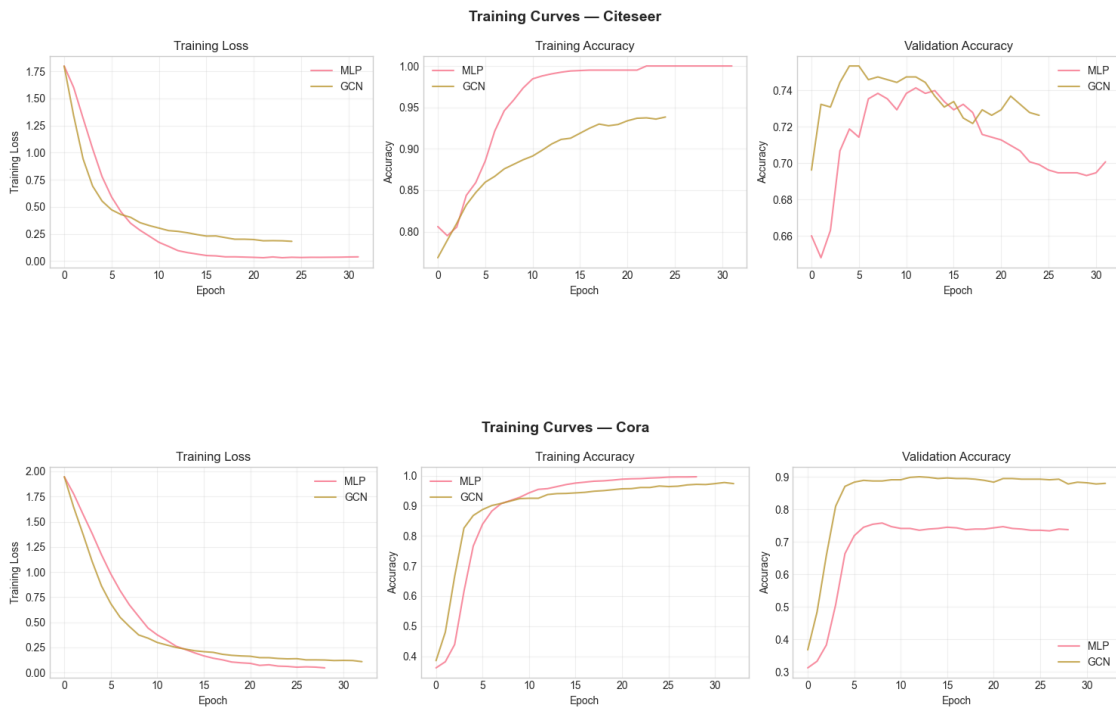 Training Curves — Citeseer
Training Loss
Training Accuracy
Validation Accuracy
MLP
GCN
MLP
GCN
MLP
GCN
1.75
1.50
1.25
1.00
0.75
0.50
0.25
0.00
Training Loss
0 5 10 15 20 25 30
Epoch
1.00
0.95
0.90
0.85
0.80
Accuracy
0 5 10 15 20 25 30
Epoch
0.74
0.72
0.70
0.68
0.66
Accuracy
0 5 10 15 20 25 30
Epoch
Training Curves — Cora
Training Loss
Training Accuracy
Validation Accuracy
2.00
1.75
1.50
1.25
1.00
0.75
0.50
0.25
0.00
Training Loss
MLP
GCN
0 5 10 15 20 25 30
Epoch
1.0
0.9
0.8
0.7
0.6
0.5
0.4
Accuracy
MLP
GCN
0 5 10 15 20 25 30
Epoch
0.9
0.8
0.7
0.6
0.5
0.4
0.3
Accuracy
MLP
GCN
0 5 10 15 20 25 30
Epoch